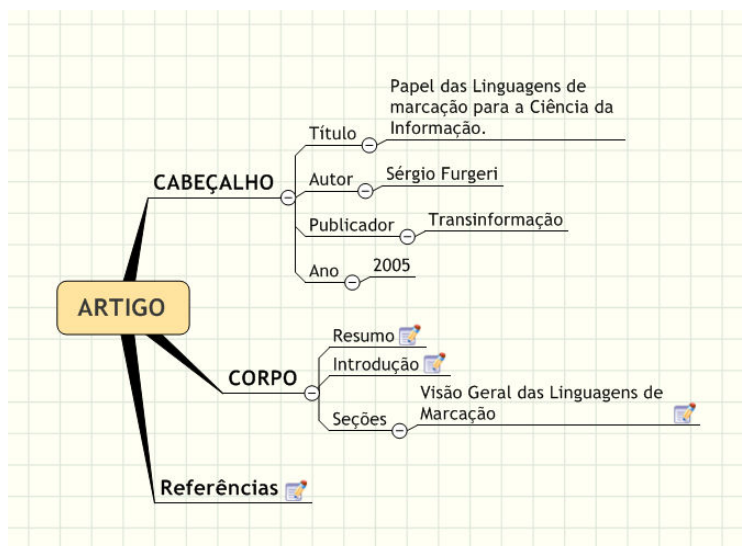 Papel das Linguagens de
marcação para a Ciência da
Informação.
Título
CABEÇALHO
Autor
Sérgio Furgeri
Publicador
Transinformação
Ano
2005
ARTIGO
Resumo
Introdução
CORPO
Visão Geral das Linguagens de
Marcação
Seções
Referências